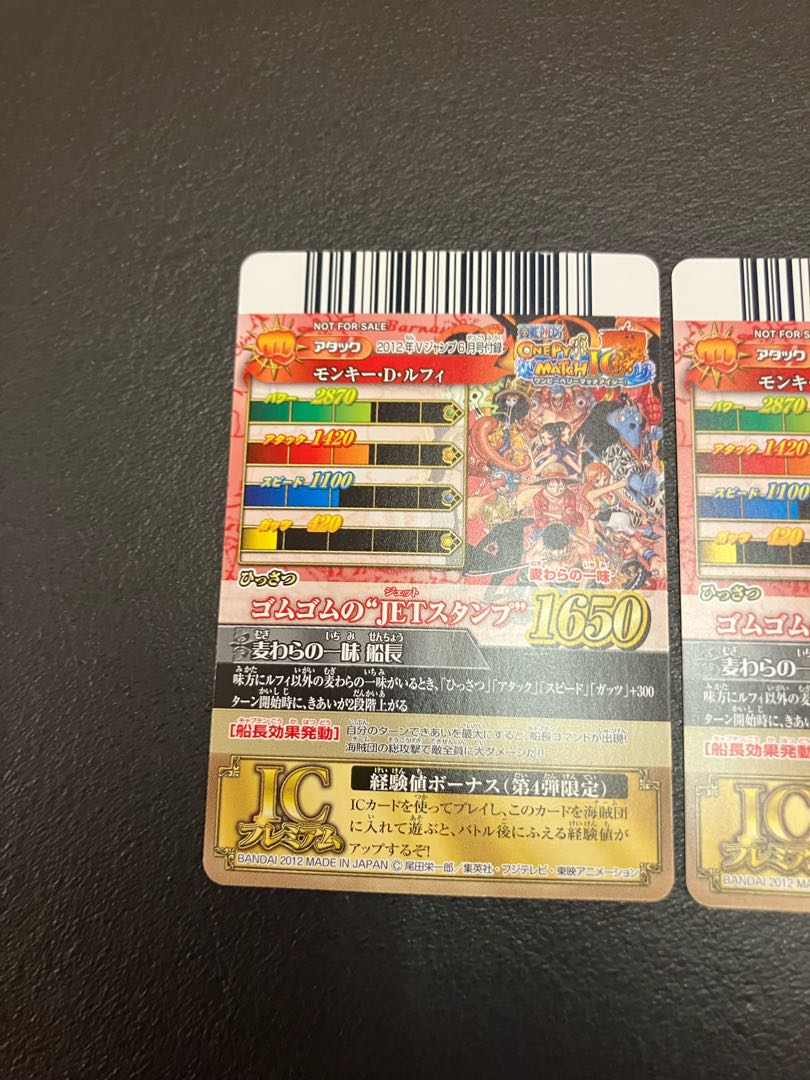 NOT FOR SALE
アタック
2012年Vジャンプ6月号付録
モンキー・D・ルフィ
パワー 2870
アタック 1420
スピード 1100
ガッツ 420
ONE PIECE
ONEPY
MATCH IC
ワンピーベリーマッチアイシー
麦わらの一味
ひっさつ
ゴムゴムの“JETスタンプ” 1650
麦わらの一味 船長
味方にルフィ以外の麦わらの一味がいるとき、「ひっさつ」「アタック」「スピード」「ガッツ」+300
ターン開始時に、きあいが2段階上がる
[船長効果発動] 自分のターンできあいを最大にすると、船長コマンドが出現!
海賊団の総攻撃で敵全員に大ダメージだ!!
ICプレミアム
経験値ボーナス(第4弾限定)
ICカードを使ってプレイし、このカードを海賊団
に入れて遊ぶと、バトル後にふえる経験値が
アップするぞ!
BANDAI 2012 MADE IN JAPAN Ⓒ 尾田栄一郎/集英社・フジテレビ・東映アニメーション
NOT FOR SALE
アタック
モンキ
パワー 2870
アタック 1420
スピード 1100
ガッツ 420
ひっさつ
ゴムゴム
麦わらの一
味方にルフィ以外の麦わ
ターン開始時に、きあ
[船長効果発動]
IC
プレミア
BANDAI 2012 MA